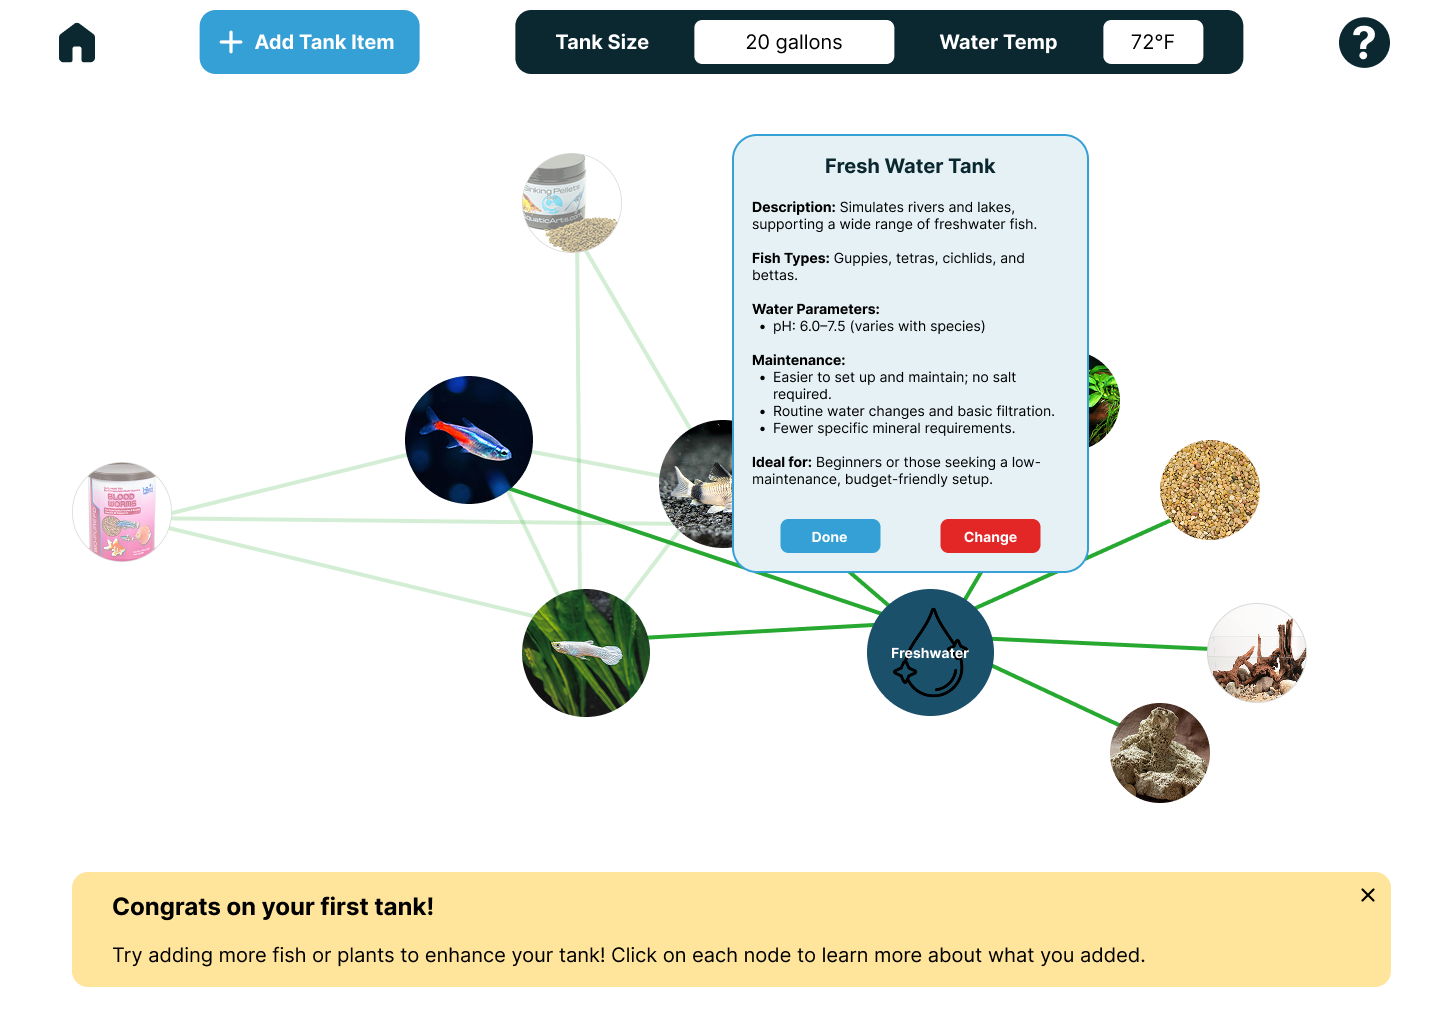 Add Tank Item
Tank Size
20 gallons
Water Temp
72°F
?
Sinking Pellets
AquaticArts.com
Fresh Water Tank
Description: Simulates rivers and lakes,
supporting a wide range of freshwater fish.
Fish Types: Guppies, tetras, cichlids, and
bettas.
Water Parameters:
• pH: 6.0–7.5 (varies with species)
Maintenance:
• Easier to set up and maintain; no salt
required.
• Routine water changes and basic filtration.
• Fewer specific mineral requirements.
Ideal for: Beginners or those seeking a low-
maintenance, budget-friendly setup.
Done
Change
BLOOD
WORMS
Freshwater
Congrats on your first tank!
Try adding more fish or plants to enhance your tank! Click on each node to learn more about what you added.